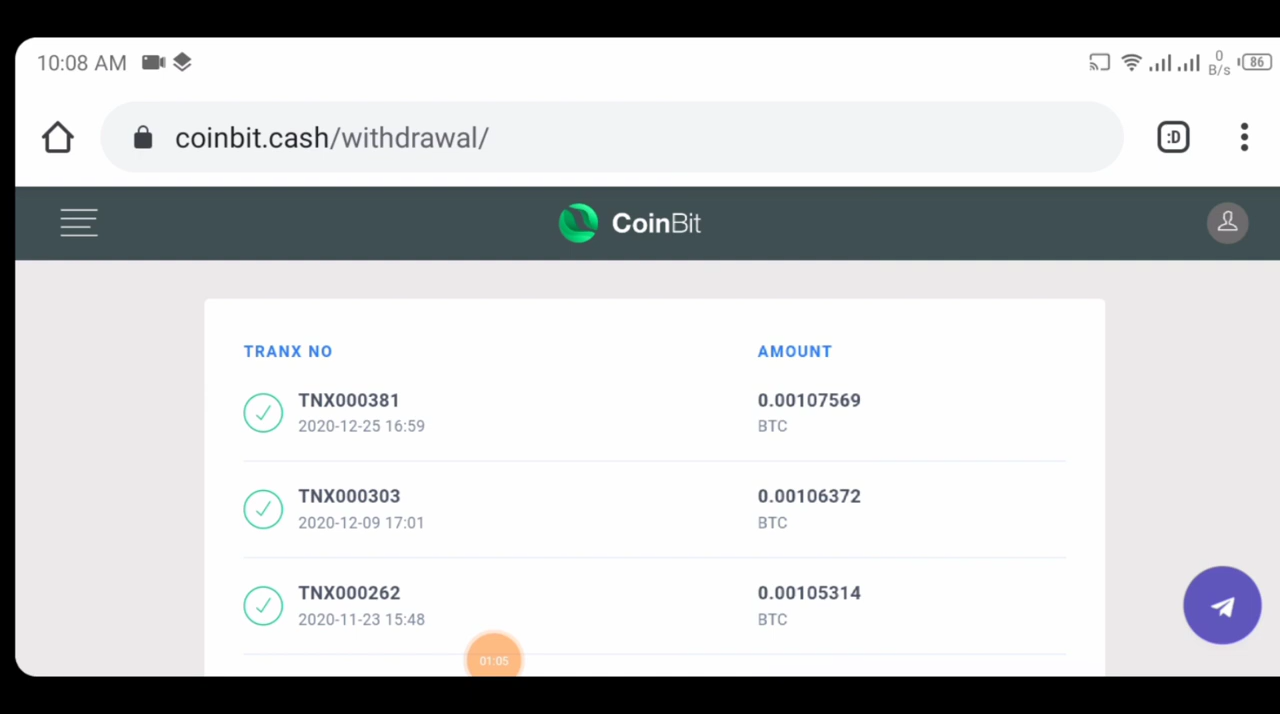 10:08 AM
0
B/s
86
coinbit.cash/withdrawal/
:D
CoinBit
TRANX NO
AMOUNT
TNX000381
0.00107569
2020-12-25 16:59
BTC
TNX000303
0.00106372
2020-12-09 17:01
BTC
TNX000262
0.00105314
2020-11-23 15:48
BTC
01:05